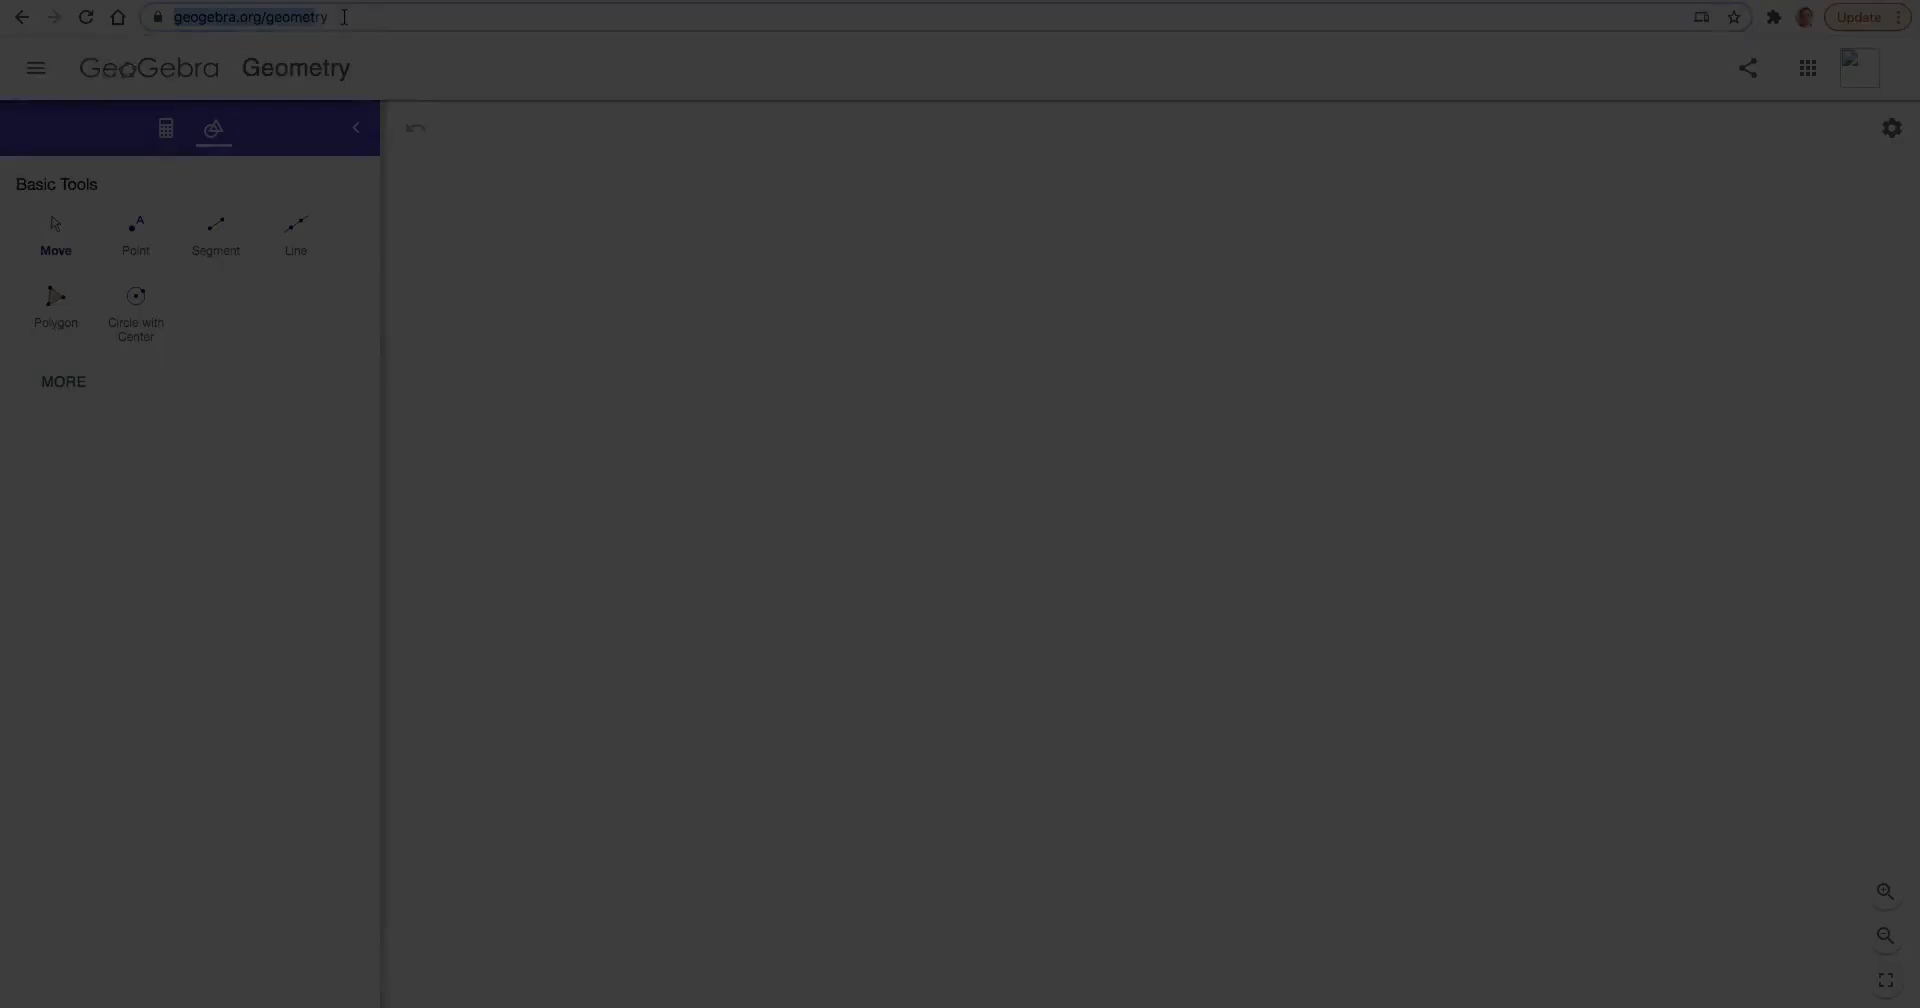 geogebra.org/geometry
Update
GeoGebra Geometry
Basic Tools
A
Move Point Segment Line
Polygon Circle with
Center
MORE